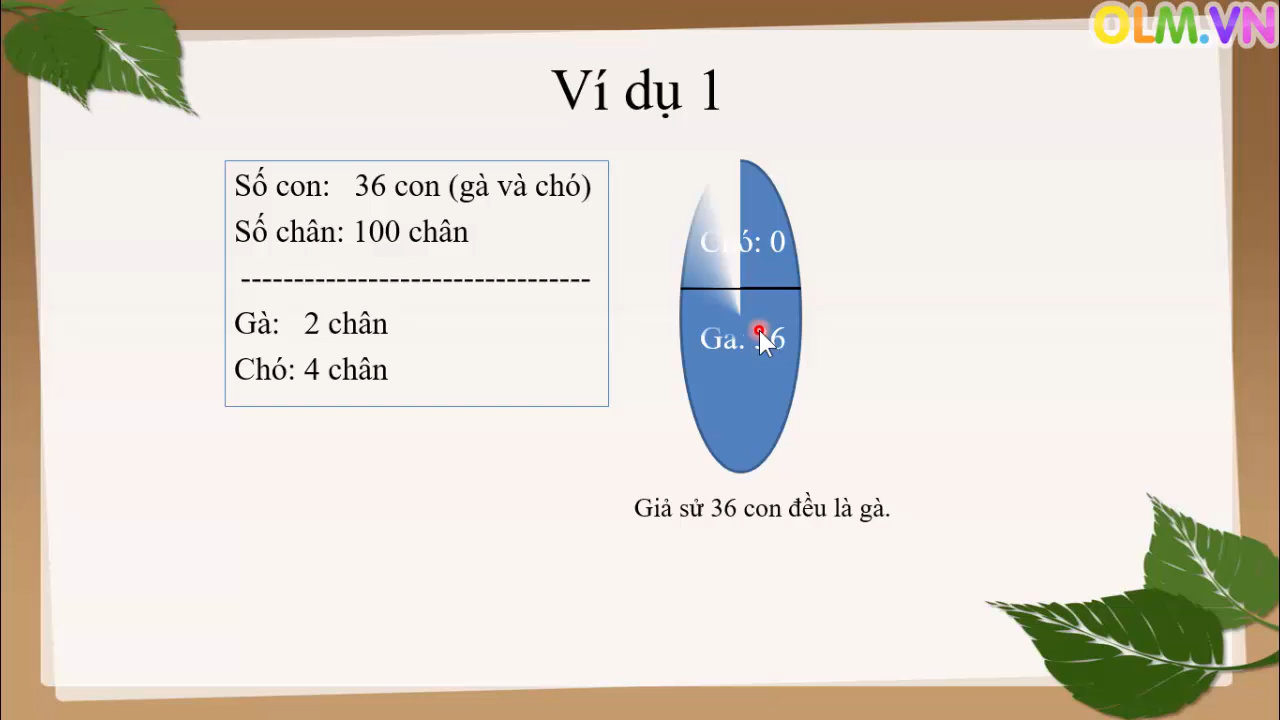 OLM.VN
Ví dụ 1
Số con: 36 con (gà và chó)
Số chân: 100 chân
---------------------------------
Gà: 2 chân
Chó: 4 chân
Chó: 0
Giả sử 36 con đều là gà.